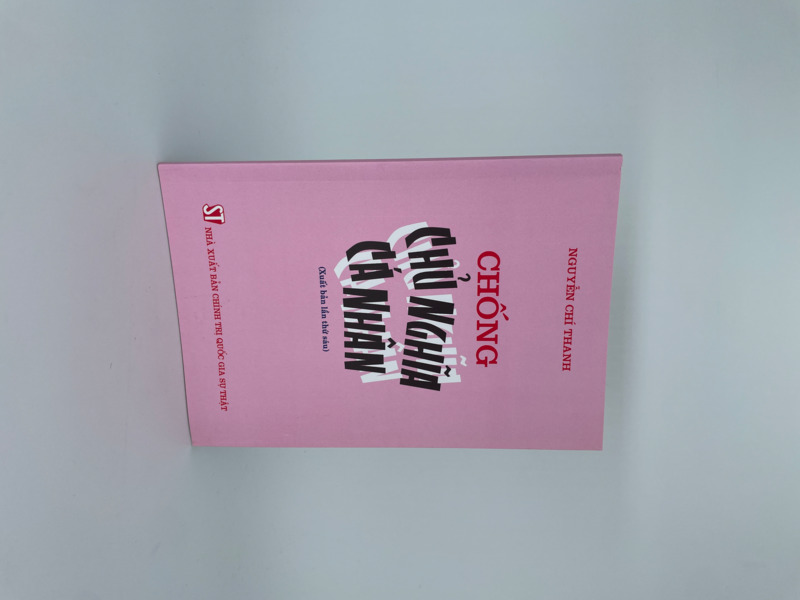 NGUYỄN CHÍ THANH
CHỐNG
CHỦ NGHĨA
CÁ NHÂN
(Xuất bản lần thứ sáu)
ST
NHÀ XUẤT BẢN CHÍNH TRỊ QUỐC GIA SỰ THẬT